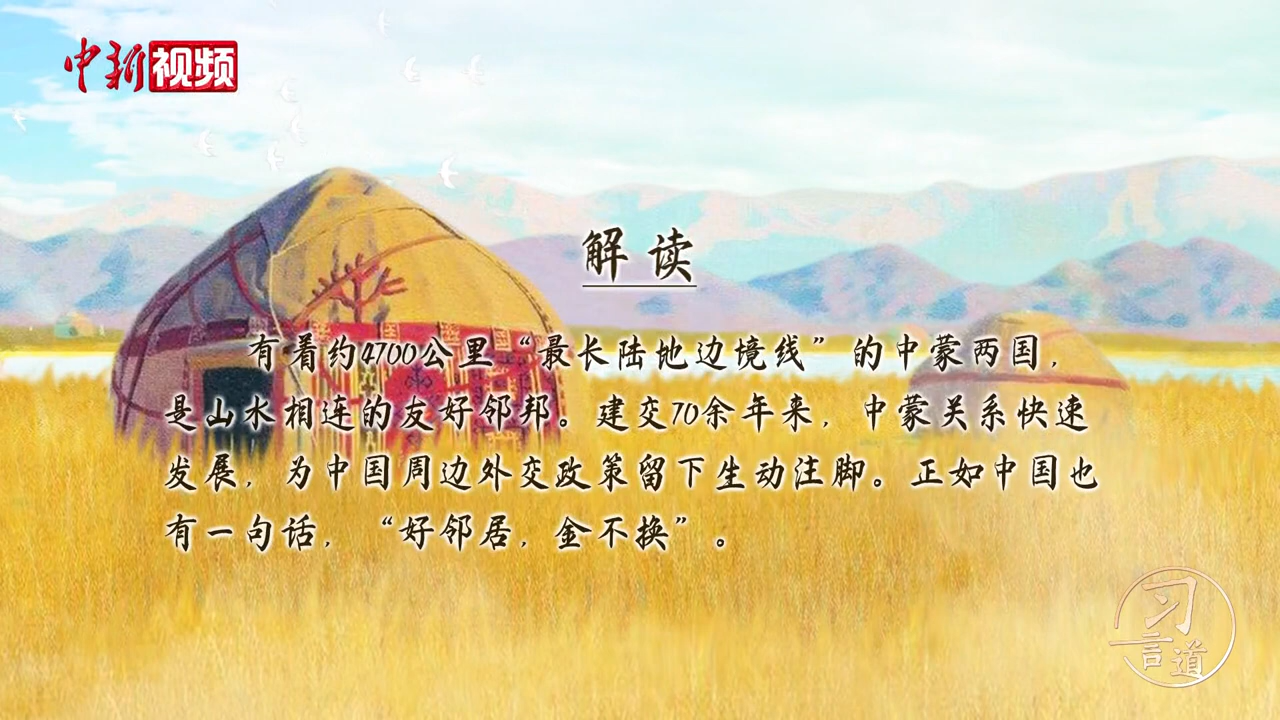 中新视频
解读
有着约4700公里“最长陆地边境线”的中蒙两国，
是山水相连的友好邻邦。建交70余年来，中蒙关系快速
发展，为中国周边外交政策留下生动注脚。正如中国也
有一句话，“好邻居，金不换”。
习言道